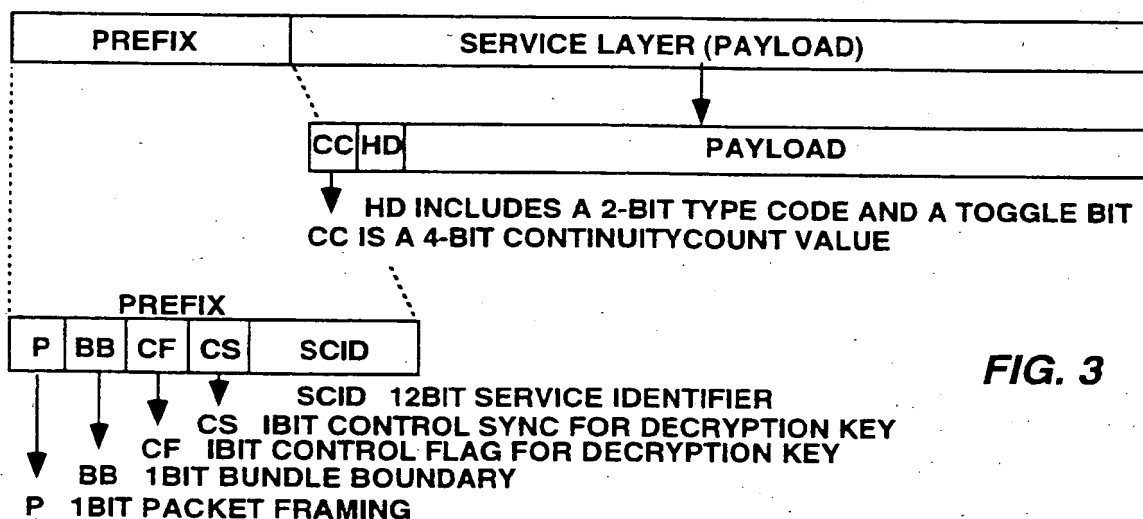 PREFIX SERVICE LAYER (PAYLOAD)
CC HD PAYLOAD
HD INCLUDES A 2-BIT TYPE CODE AND A TOGGLE BIT
CC IS A 4-BIT CONTINUITYCOUNT VALUE
PREFIX
P BB CF CS SCID
FIG. 3
SCID 12BIT SERVICE IDENTIFIER
CS IBIT CONTROL SYNC FOR DECRYPTION KEY
CF IBIT CONTROL FLAG FOR DECRYPTION KEY
BB 1BIT BUNDLE BOUNDARY
P 1BIT PACKET FRAMING